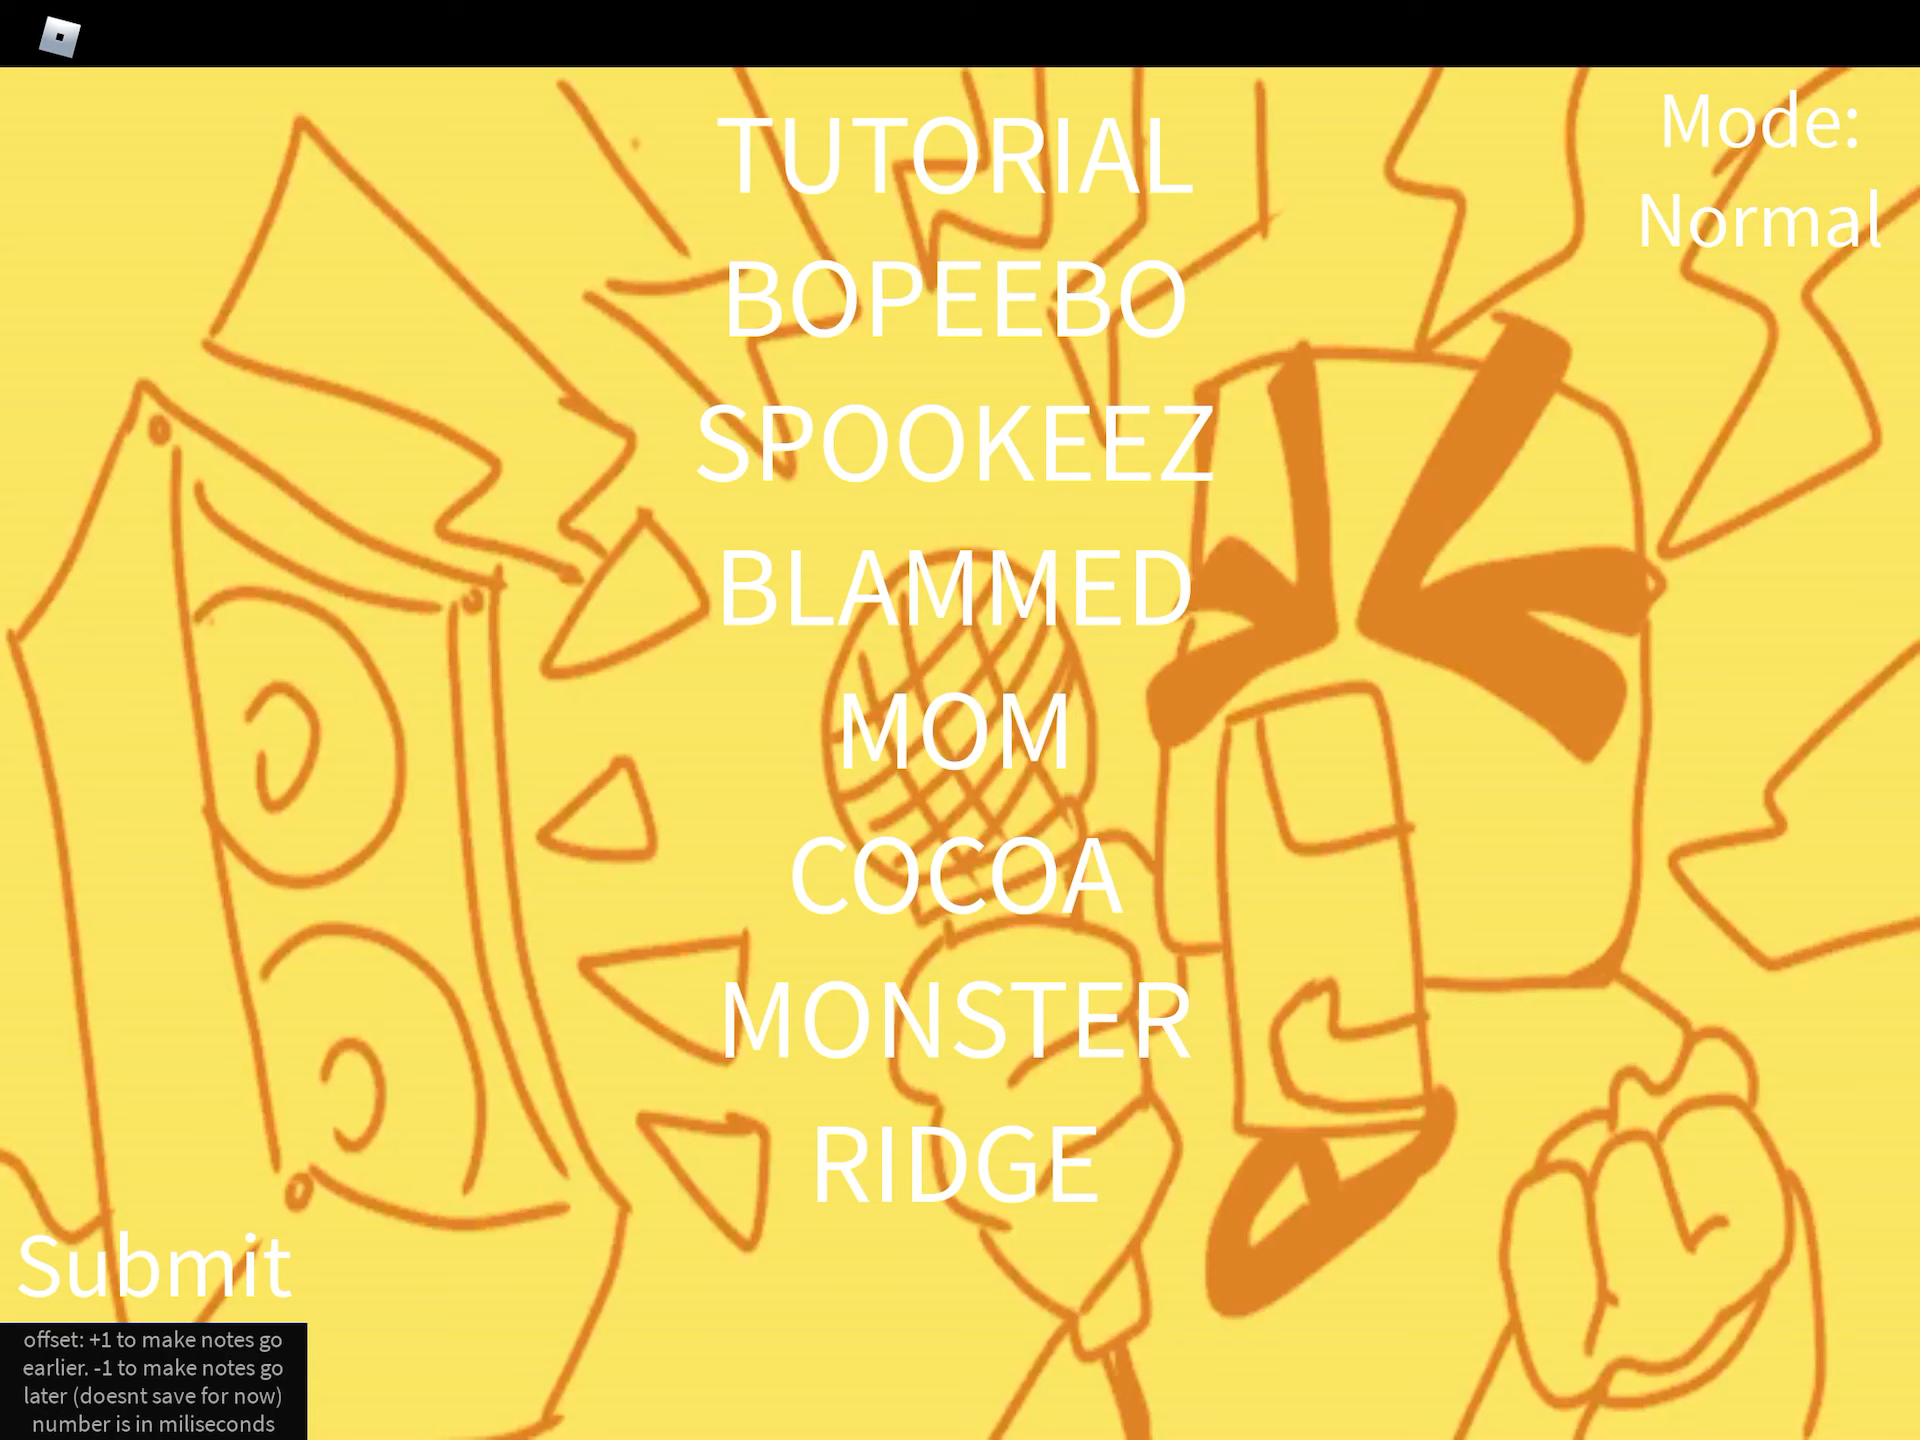 Mode:
Normal
TUTORIAL
BOPEEBO
SPOOKEEZ
BLAMMED
MOM
COCOA
MONSTER
RIDGE
Submit
offset: +1 to make notes go
earlier. -1 to make notes go
later (doesnt save for now)
number is in miliseconds